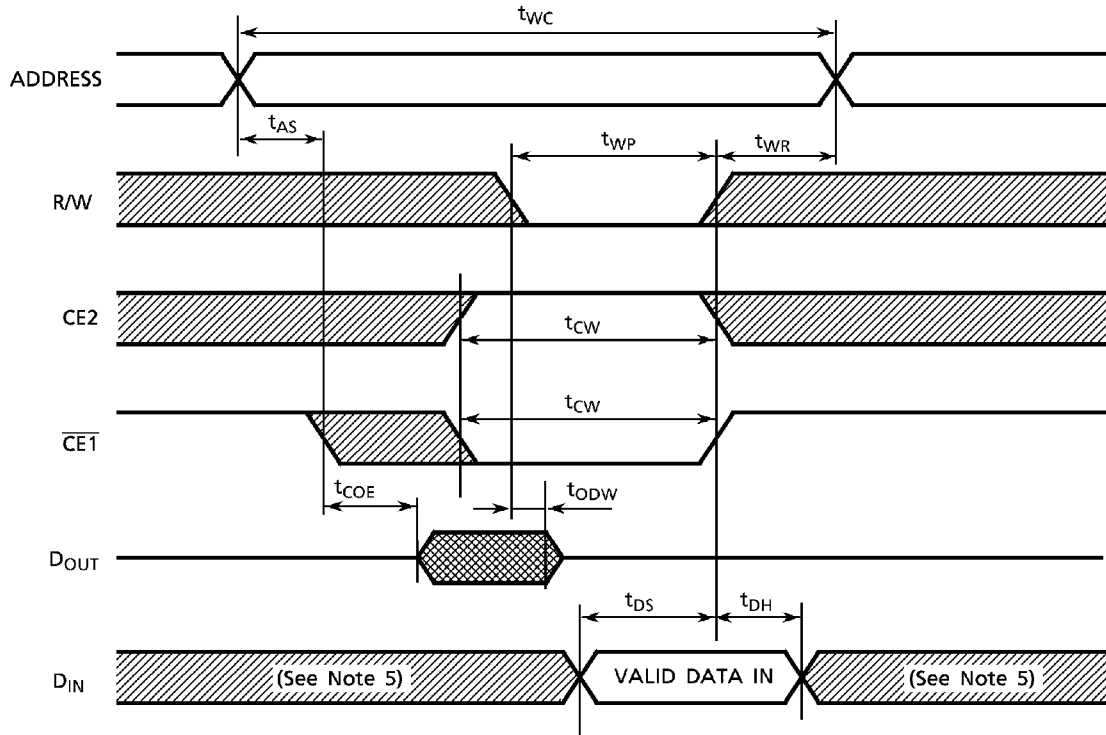 tWC
ADDRESS
tAS
tWP
tWR
R/W
CE2
tCW
tCW
CE1
tCOE
tODW
DOUT
tDS
tDH
DIN
(See Note 5)
VALID DATA IN
(See Note 5)